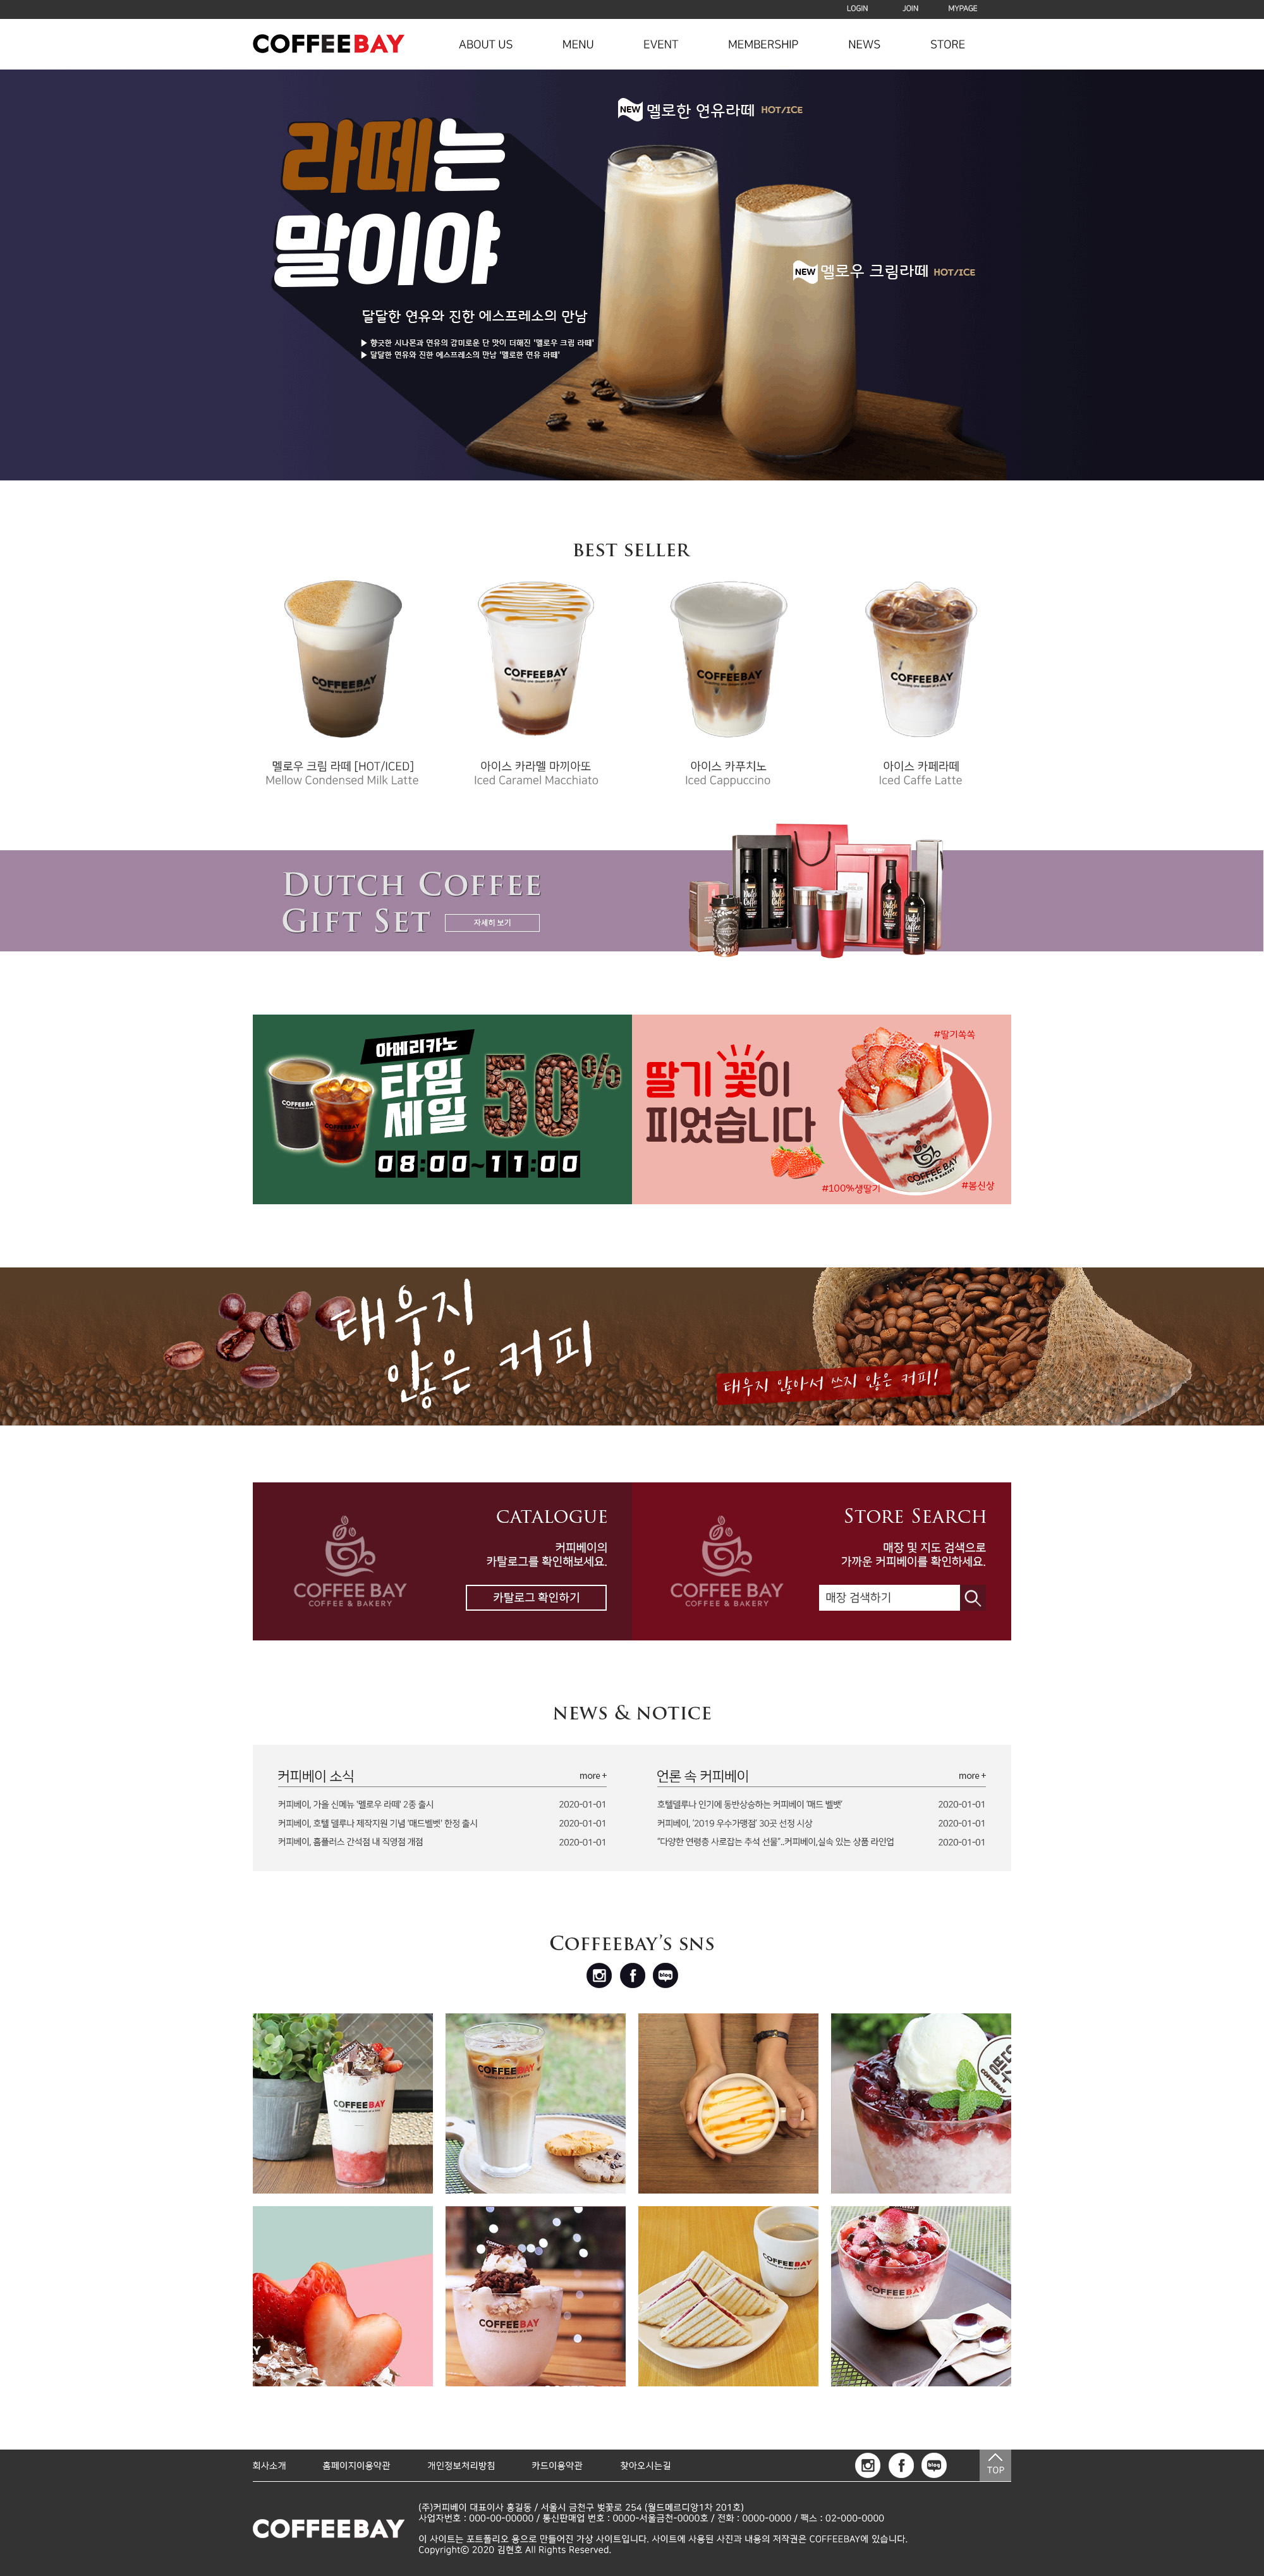 LOGIN JOIN MYPAGE
COFFEEBAY ABOUT US MENU EVENT MEMBERSHIP NEWS STORE
NEW 멜로한 연유라떼 HOT/ICE
라떼는
말이야
NEW 멜로우 크림라떼 HOT/ICE
달달한 연유와 진한 에스프레소의 만남
▶ 향긋한 시나몬과 연유의 감미로운 단 맛이 더해진 '멜로우 크림 라떼'
▶ 달달한 연유와 진한 에스프레소의 만남 '멜로한 연유 라떼'
BEST SELLER
COFFEEBAY
COFFEEBAY
COFFEEBAY
COFFEEBAY
멜로우 크림 라떼 [HOT/ICED]
Mellow Condensed Milk Latte
아이스 카라멜 마끼아또
Iced Caramel Macchiato
아이스 카푸치노
Iced Cappuccino
아이스 카페라떼
Iced Caffe Latte
DUTCH COFFEE
GIFT SET
자세히 보기
Dutch Coffee
Dutch Coffee
아메리카노
타임
세일
50%
08:00~11:00
COFFEEBAY
COFFEEBAY
딸기 꽃이
피었습니다
#딸기쏙쏙
COFFEE BAY
COFFEE & BAKERY
#100%생딸기
#봄신상
태우지
않은 커피
태우지 않아서 쓰지 않은 커피!
COFFEE BAY
COFFEE & BAKERY
CATALOGUE
커피베이의
카탈로그를 확인해보세요.
카탈로그 확인하기
COFFEE BAY
COFFEE & BAKERY
STORE SEARCH
매장 및 지도 검색으로
가까운 커피베이를 확인하세요.
매장 검색하기
NEWS & NOTICE
커피베이 소식 more +
커피베이, 가을 신메뉴 '멜로우 라떼' 2종 출시 2020-01-01
커피베이, 호텔 델루나 제작지원 기념 '매드벨벳' 한정 출시 2020-01-01
커피베이, 홈플러스 간석점 내 직영점 개점 2020-01-01
언론 속 커피베이 more +
호텔델루나 인기에 동반상승하는 커피베이 '매드 벨벳' 2020-01-01
커피베이, '2019 우수가맹점' 30곳 선정 시상 2020-01-01
"다양한 연령층 사로잡는 추석 선물"..커피베이,실속 있는 상품 라인업 2020-01-01
COFFEEBAY'S SNS
blog
COFFEEBAY
COFFEEBAY
COFFEEBAY
COFFEEBAY
COFFEEBAY
COFFEEBAY
회사소개 홈페이지이용약관 개인정보처리방침 카드이용약관 찾아오시는길 blog TOP
COFFEEBAY
(주)커피베이 대표이사 홍길동 / 서울시 금천구 벚꽃로 254 (월드메르디앙1차 201호)
사업자번호 : 000-00-00000 / 통신판매업 번호 : 0000-서울금천-0000호 / 전화 : 0000-0000 / 팩스 : 02-000-0000
이 사이트는 포트폴리오 용으로 만들어진 가상 사이트입니다. 사이트에 사용된 사진과 내용의 저작권은 COFFEEBAY에 있습니다.
Copyright© 2020 김현호 All Rights Reserved.